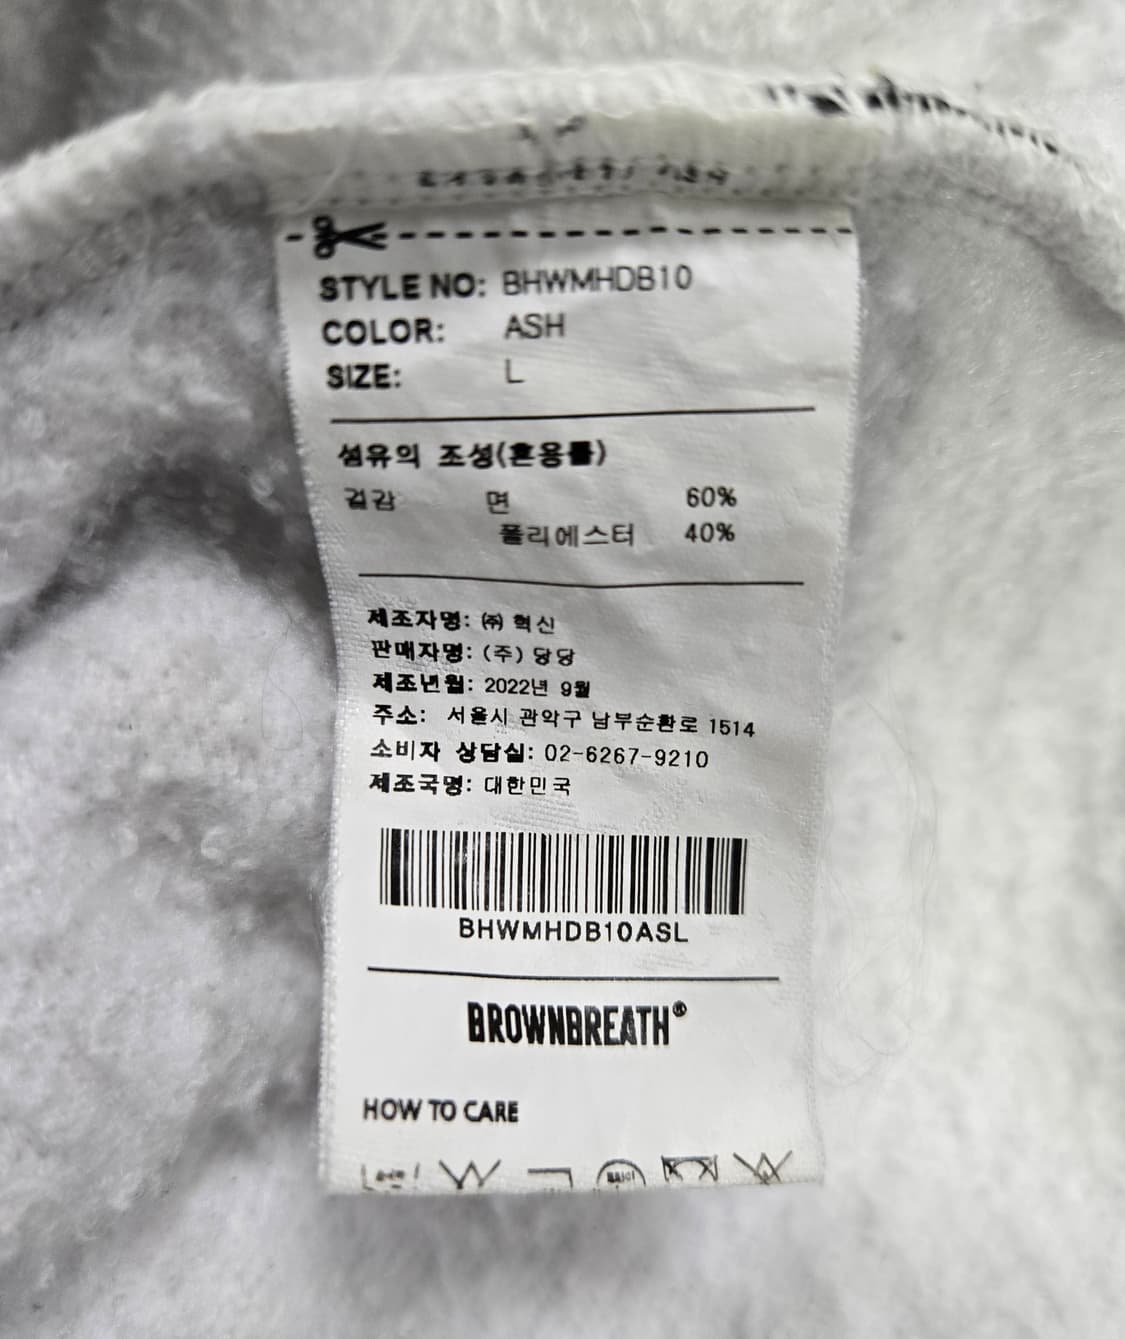 STYLE NO: BHWMHDB10
COLOR: ASH
SIZE: L
섬유의 조성(혼용률)
겉감 면 60%
폴리에스터 40%
제조자명: ㈜ 혁신
판매자명: (주) 당당
제조년월: 2022년 9월
주소: 서울시 관악구 남부순환로 1514
소비자 상담실: 02-6267-9210
제조국명: 대한민국
BHWMHDB10ASL
BROWNBREATH®
HOW TO CARE